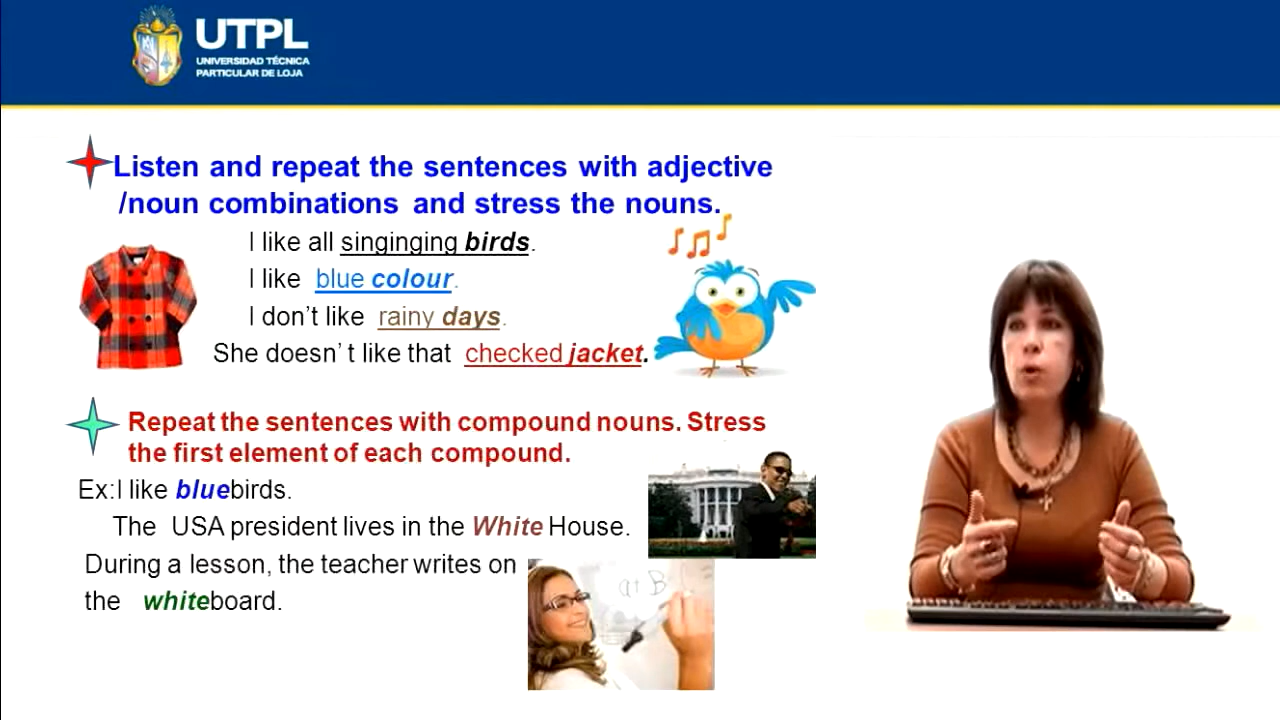 UTPL
UNIVERSIDAD TÉCNICA
PARTICULAR DE LOJA
Listen and repeat the sentences with adjective
/noun combinations and stress the nouns.
I like all singinging birds.
I like blue colour.
I don't like rainy days.
She doesn' t like that checked jacket.
Repeat the sentences with compound nouns. Stress
the first element of each compound.
Ex:I like bluebirds.
The USA president lives in the White House.
During a lesson, the teacher writes on
the whiteboard.